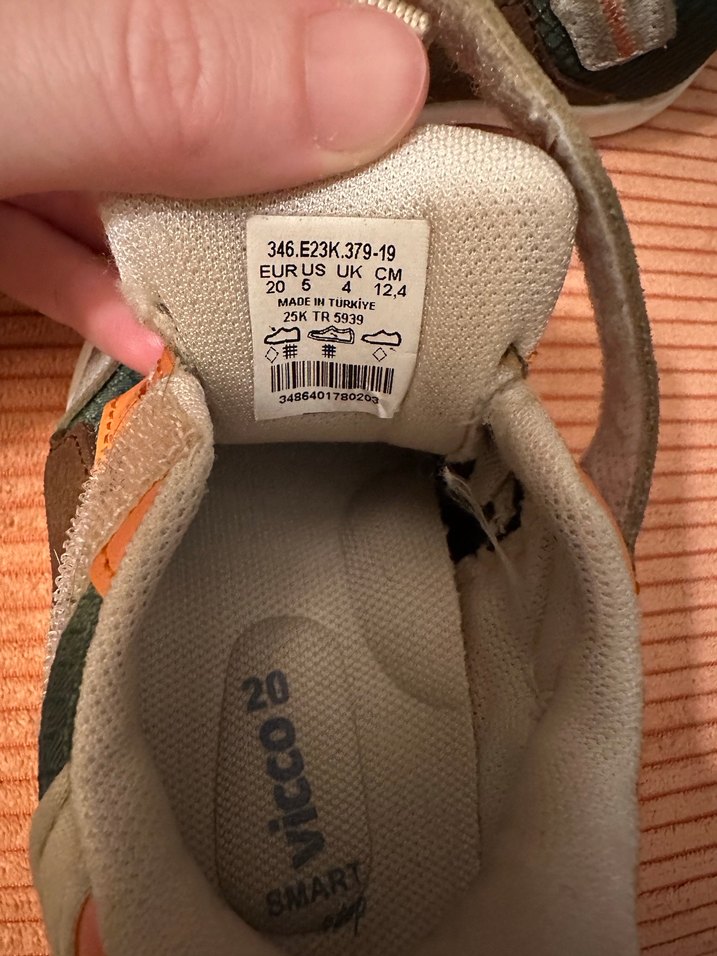 346.E23K.379-19
EUR US UK CM
20 5 4 12,4
MADE IN TÜRKİYE
25K TR 5939
3486401780203
vicco 20
SMART
step